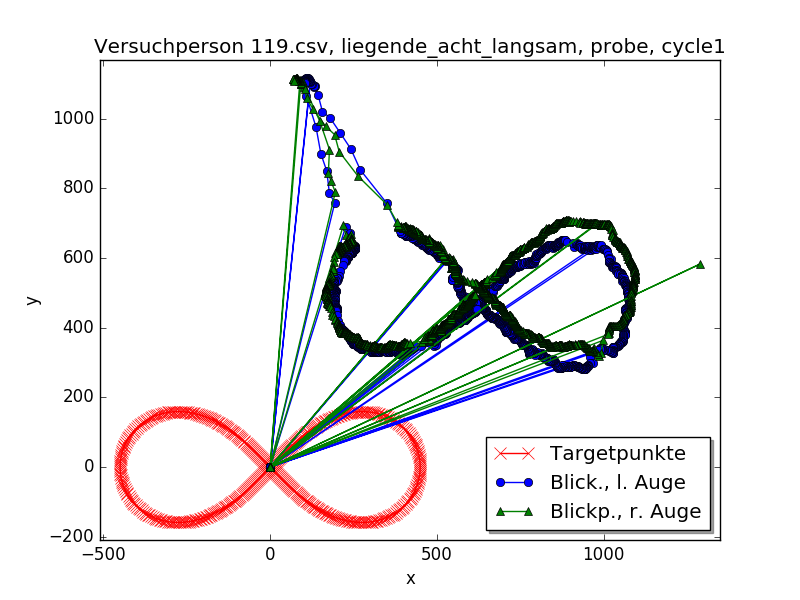 Versuchperson 119.csv, liegende_acht_langsam, probe, cycle1
1000
800
600
400
200
0
−200
y
−500
0
500
1000
x
Targetpunkte
Blick., l. Auge
Blickp., r. Auge